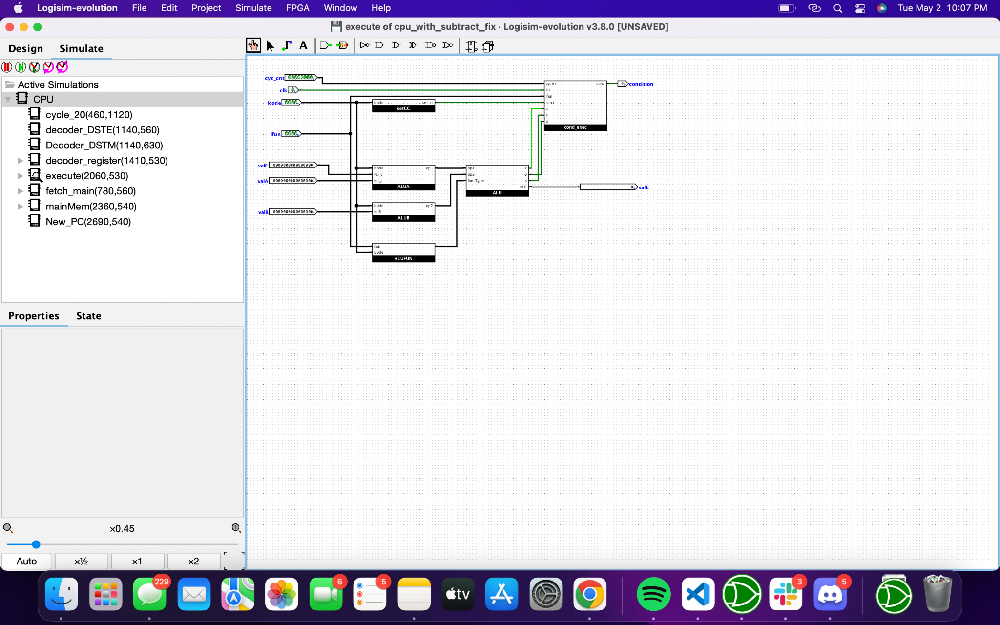 Logisim-evolution File Edit Project Simulate FPGA Window Help Tue May 2 10:07 PM
execute of cpu_with_subtract_fix · Logisim-evolution v3.8.0 [UNSAVED]
Design Simulate
A
64
Active Simulations
CPU
cycle_20(460,1120)
decoder_DSTE(1140,560)
Decoder_DSTM(1140,630)
decoder_register(1410,530)
execute(2060,530)
fetch_main(780,560)
mainMem(2360,540)
New_PC(2690,540)
Properties State
×0.45
Auto ×½ ×1 ×2
cyc_cnt 00000000
clk 0
icode 0000
ifun 0000
valC 0000000000000000
valA 0000000000000000
valB 0000000000000000
icode set_cc
setCC
cycles cond
clk
ifun
setcc
z
s
o
cond_exec
0 condition
icode op1
val_c
val_a
ALUA
icode op2
valB
ALUB
ifun
icode
ALUFUN
op1 z
op2 o
funcType s
valE
ALU
0 valE
229
6
5
tv
3
5